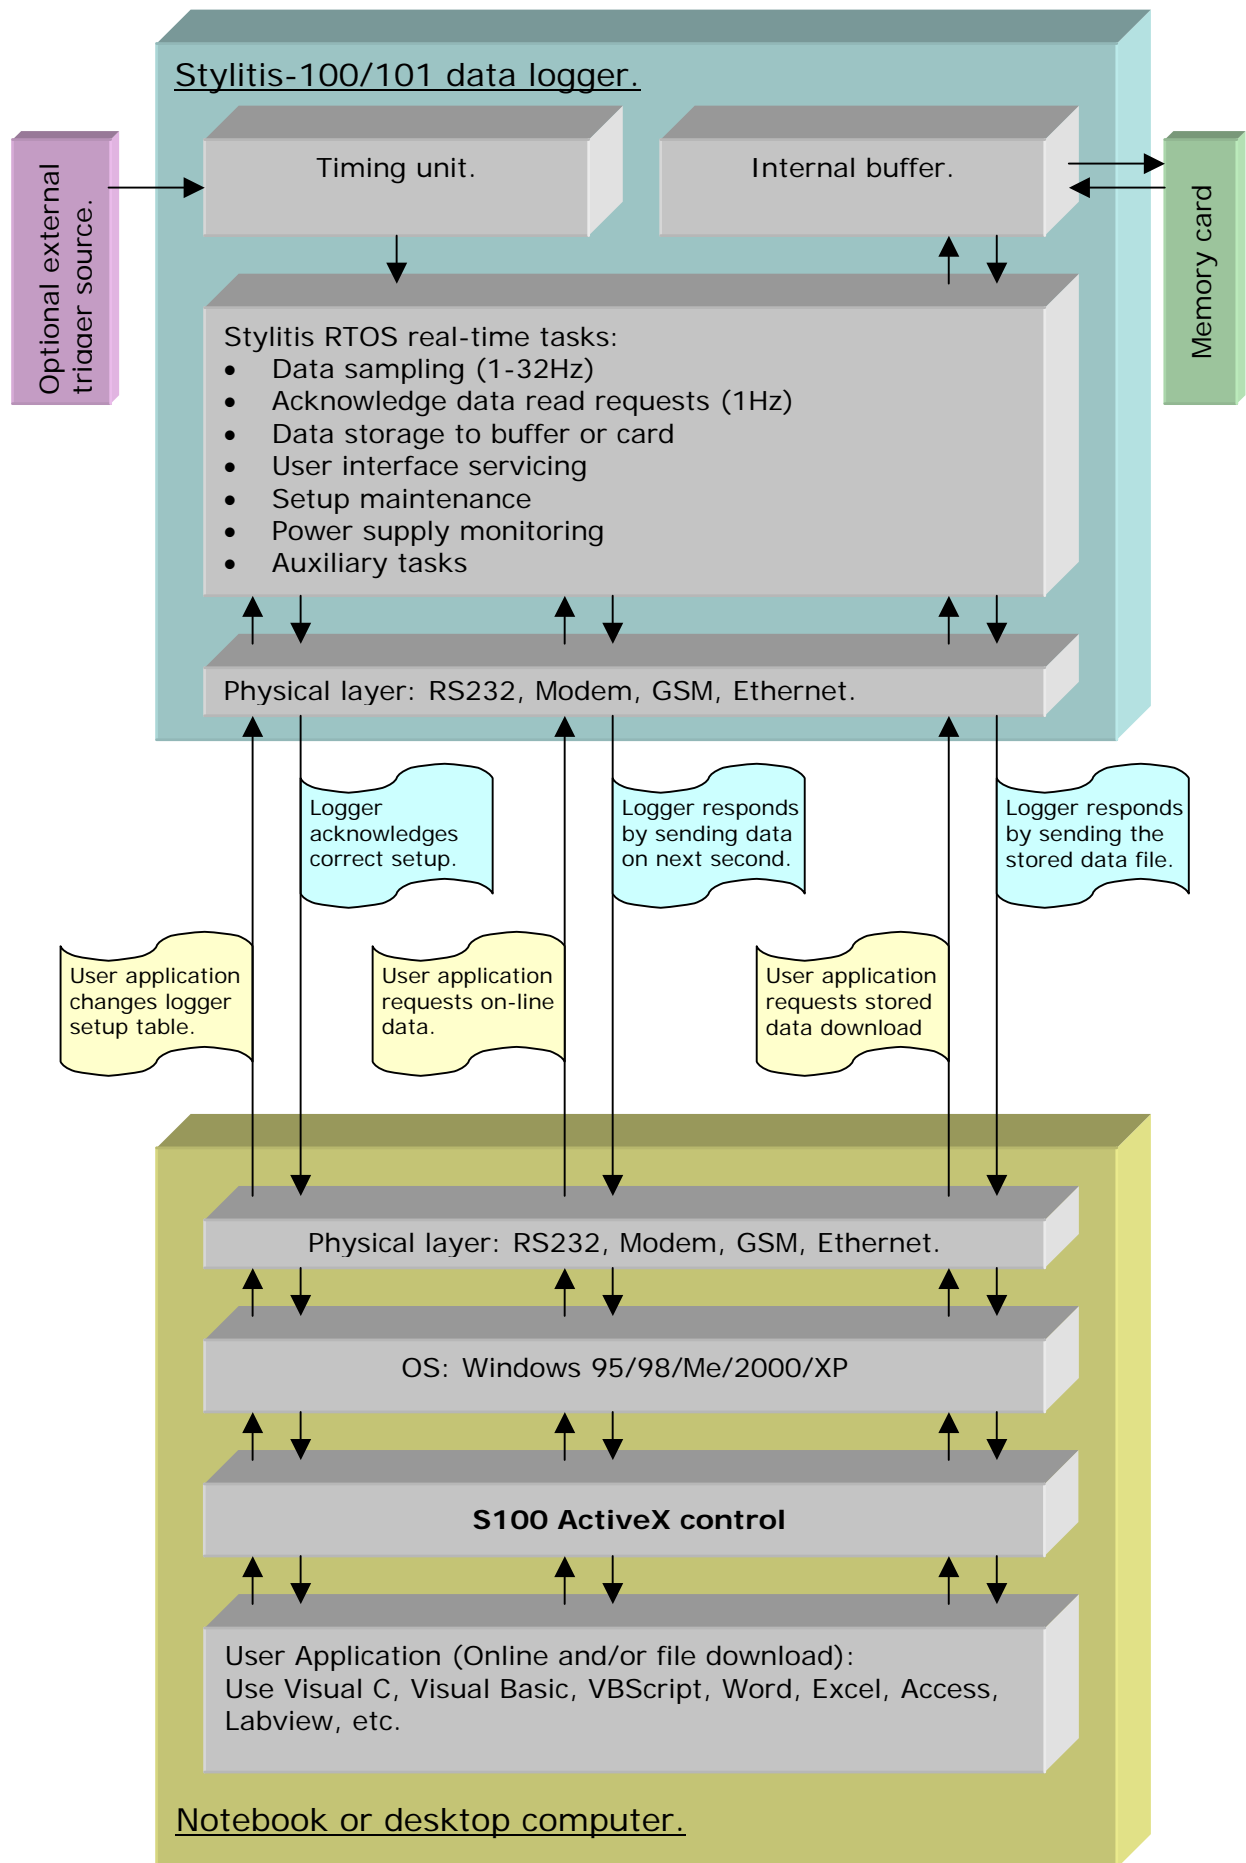 Stylitis-100/101 data logger.
Optional external
trigger source.
Timing unit.
Internal buffer.
Memory card
Stylitis RTOS real-time tasks:
• Data sampling (1-32Hz)
• Acknowledge data read requests (1Hz)
• Data storage to buffer or card
• User interface servicing
• Setup maintenance
• Power supply monitoring
• Auxiliary tasks
Physical layer: RS232, Modem, GSM, Ethernet.
Logger
acknowledges
correct setup.
Logger responds
by sending data
on next second.
Logger responds
by sending the
stored data file.
User application
changes logger
setup table.
User application
requests on-line
data.
User application
requests stored
data download
Physical layer: RS232, Modem, GSM, Ethernet.
OS: Windows 95/98/Me/2000/XP
S100 ActiveX control
User Application (Online and/or file download):
Use Visual C, Visual Basic, VBScript, Word, Excel, Access,
Labview, etc.
Notebook or desktop computer.